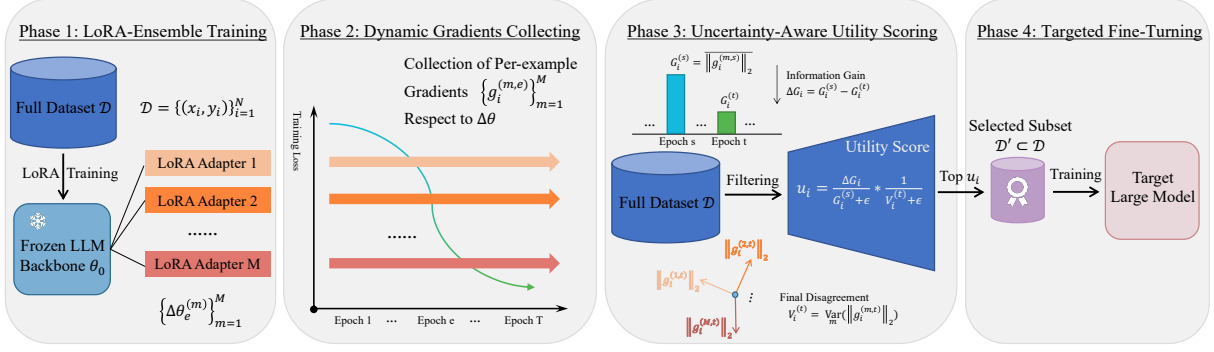 Phase 1: LoRA-Ensemble Training
Full Dataset 𝒟
𝒟 = {(x_i, y_i)}_{i=1}^N
LoRA Training
Frozen LLM
Backbone θ_0
LoRA Adapter 1
LoRA Adapter 2
......
LoRA Adapter M
{Δθ_e^{(m)}}_{m=1}^M
Phase 2: Dynamic Gradients Collecting
Collection of Per-example
Gradients {g_i^{(m,e)}}_{m=1}^M
Respect to Δθ
Training Loss
......
Epoch 1 ... Epoch e ... Epoch T
Phase 3: Uncertainty-Aware Utility Scoring
G_i^{(s)} = \overline{‖g_i^{(m,s)}‖_2}
G_i^{(t)}
... ... ...
Epoch s Epoch t
Information Gain
ΔG_i = G_i^{(s)} − G_i^{(t)}
Full Dataset 𝒟
Filtering
Utility Score
u_i = \frac{ΔG_i}{G_i^{(s)}+ϵ} * \frac{1}{V_i^{(t)}+ϵ}
‖g_i^{(2,t)}‖_2
‖g_i^{(1,t)}‖_2
⋮
‖g_i^{(M,t)}‖_2
Final Disagreement
V_i^{(t)} = Var_m(‖g_i^{(m,t)}‖_2)
Top u_i
Phase 4: Targeted Fine-Turning
Selected Subset
𝒟′ ⊂ 𝒟
Training
Target
Large Model